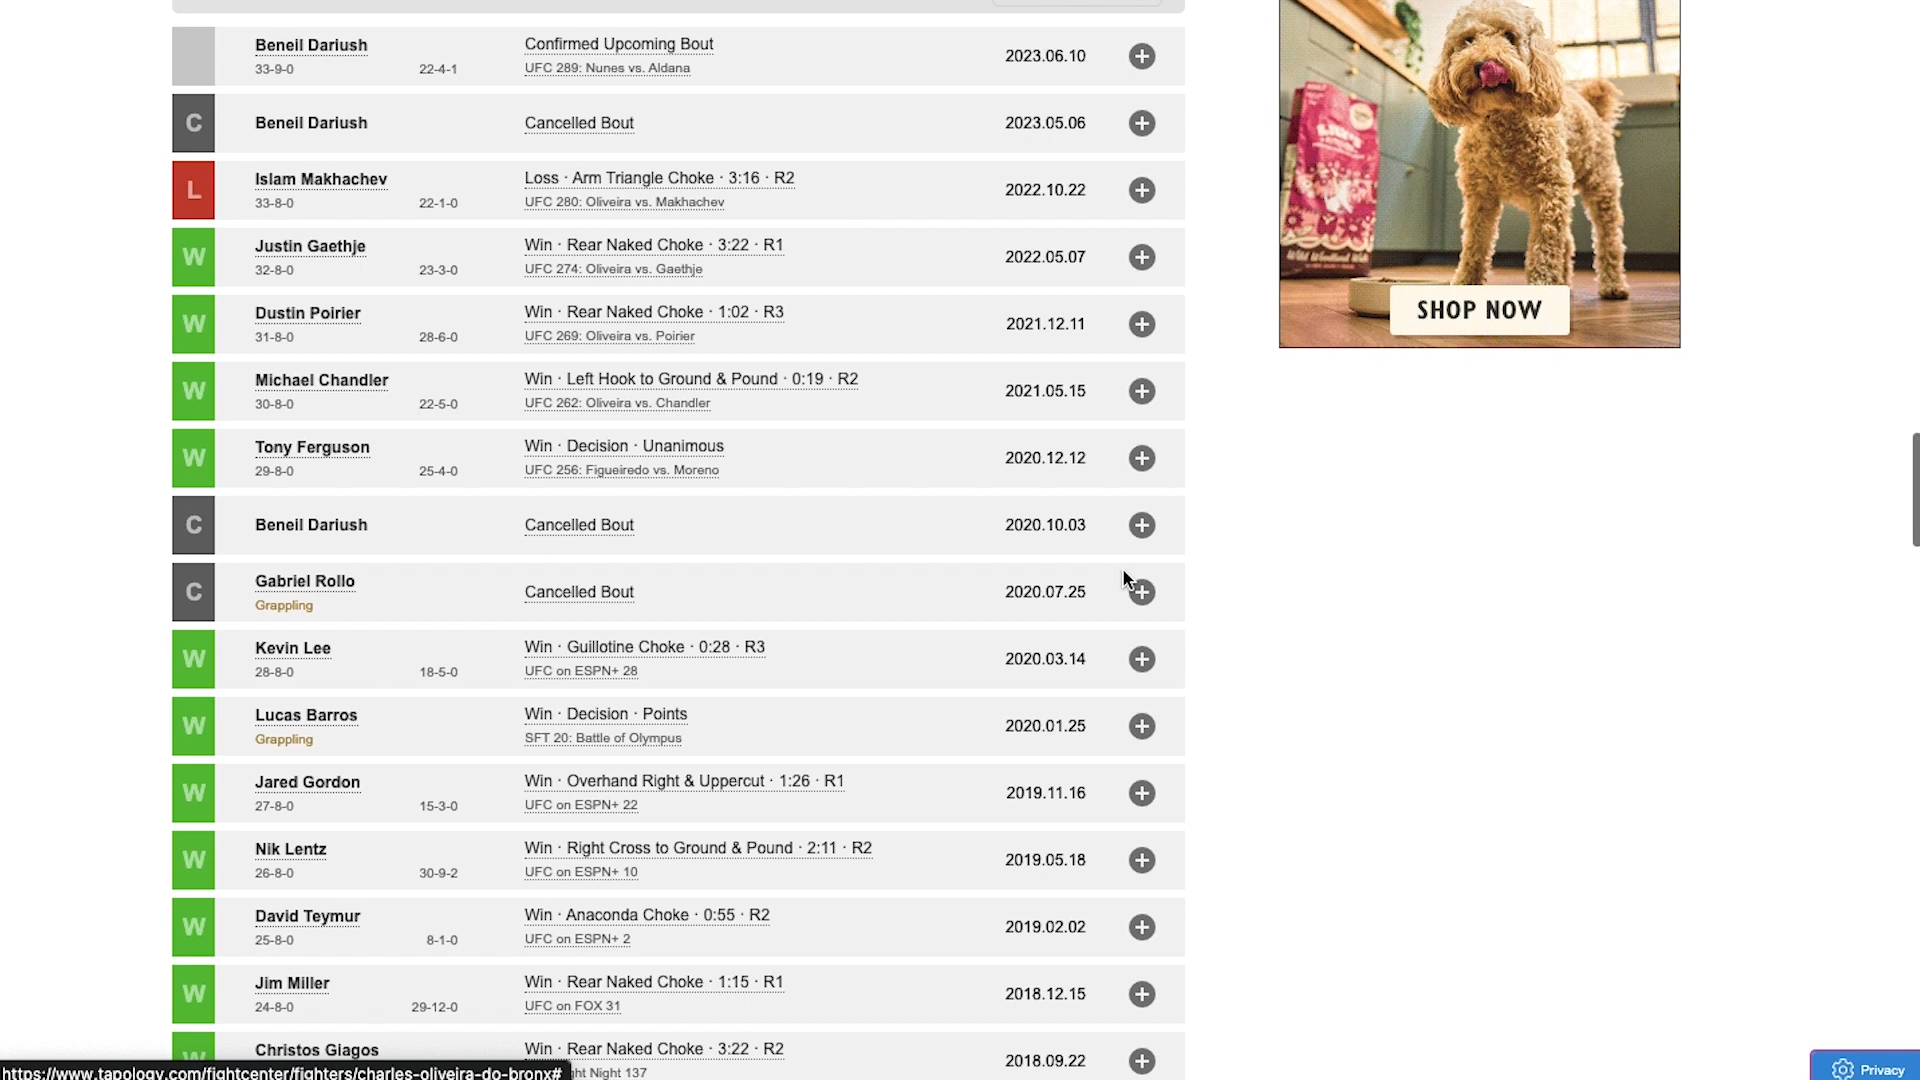 Beneil Dariush
33-9-0 22-4-1
Confirmed Upcoming Bout
UFC 289: Nunes vs. Aldana
2023.06.10
C
Beneil Dariush
Cancelled Bout
2023.05.06
L
Islam Makhachev
33-8-0 22-1-0
Loss · Arm Triangle Choke · 3:16 · R2
UFC 280: Oliveira vs. Makhachev
2022.10.22
W
Justin Gaethje
32-8-0 23-3-0
Win · Rear Naked Choke · 3:22 · R1
UFC 274: Oliveira vs. Gaethje
2022.05.07
W
Dustin Poirier
31-8-0 28-6-0
Win · Rear Naked Choke · 1:02 · R3
UFC 269: Oliveira vs. Poirier
2021.12.11
W
Michael Chandler
30-8-0 22-5-0
Win · Left Hook to Ground & Pound · 0:19 · R2
UFC 262: Oliveira vs. Chandler
2021.05.15
W
Tony Ferguson
29-8-0 25-4-0
Win · Decision · Unanimous
UFC 256: Figueiredo vs. Moreno
2020.12.12
C
Beneil Dariush
Cancelled Bout
2020.10.03
C
Gabriel Rollo
Grappling
Cancelled Bout
2020.07.25
W
Kevin Lee
28-8-0 18-5-0
Win · Guillotine Choke · 0:28 · R3
UFC on ESPN+ 28
2020.03.14
W
Lucas Barros
Grappling
Win · Decision · Points
SFT 20: Battle of Olympus
2020.01.25
W
Jared Gordon
27-8-0 15-3-0
Win · Overhand Right & Uppercut · 1:26 · R1
UFC on ESPN+ 22
2019.11.16
W
Nik Lentz
26-8-0 30-9-2
Win · Right Cross to Ground & Pound · 2:11 · R2
UFC on ESPN+ 10
2019.05.18
W
David Teymur
25-8-0 8-1-0
Win · Anaconda Choke · 0:55 · R2
UFC on ESPN+ 2
2019.02.02
W
Jim Miller
24-8-0 29-12-0
Win · Rear Naked Choke · 1:15 · R1
UFC on FOX 31
2018.12.15
W
Christos Giagos
Win · Rear Naked Choke · 3:22 · R2
ght Night 137
2018.09.22
https://www.tapology.com/fightcenter/fighters/charles-oliveira-do-bronx#
SHOP NOW
Privacy